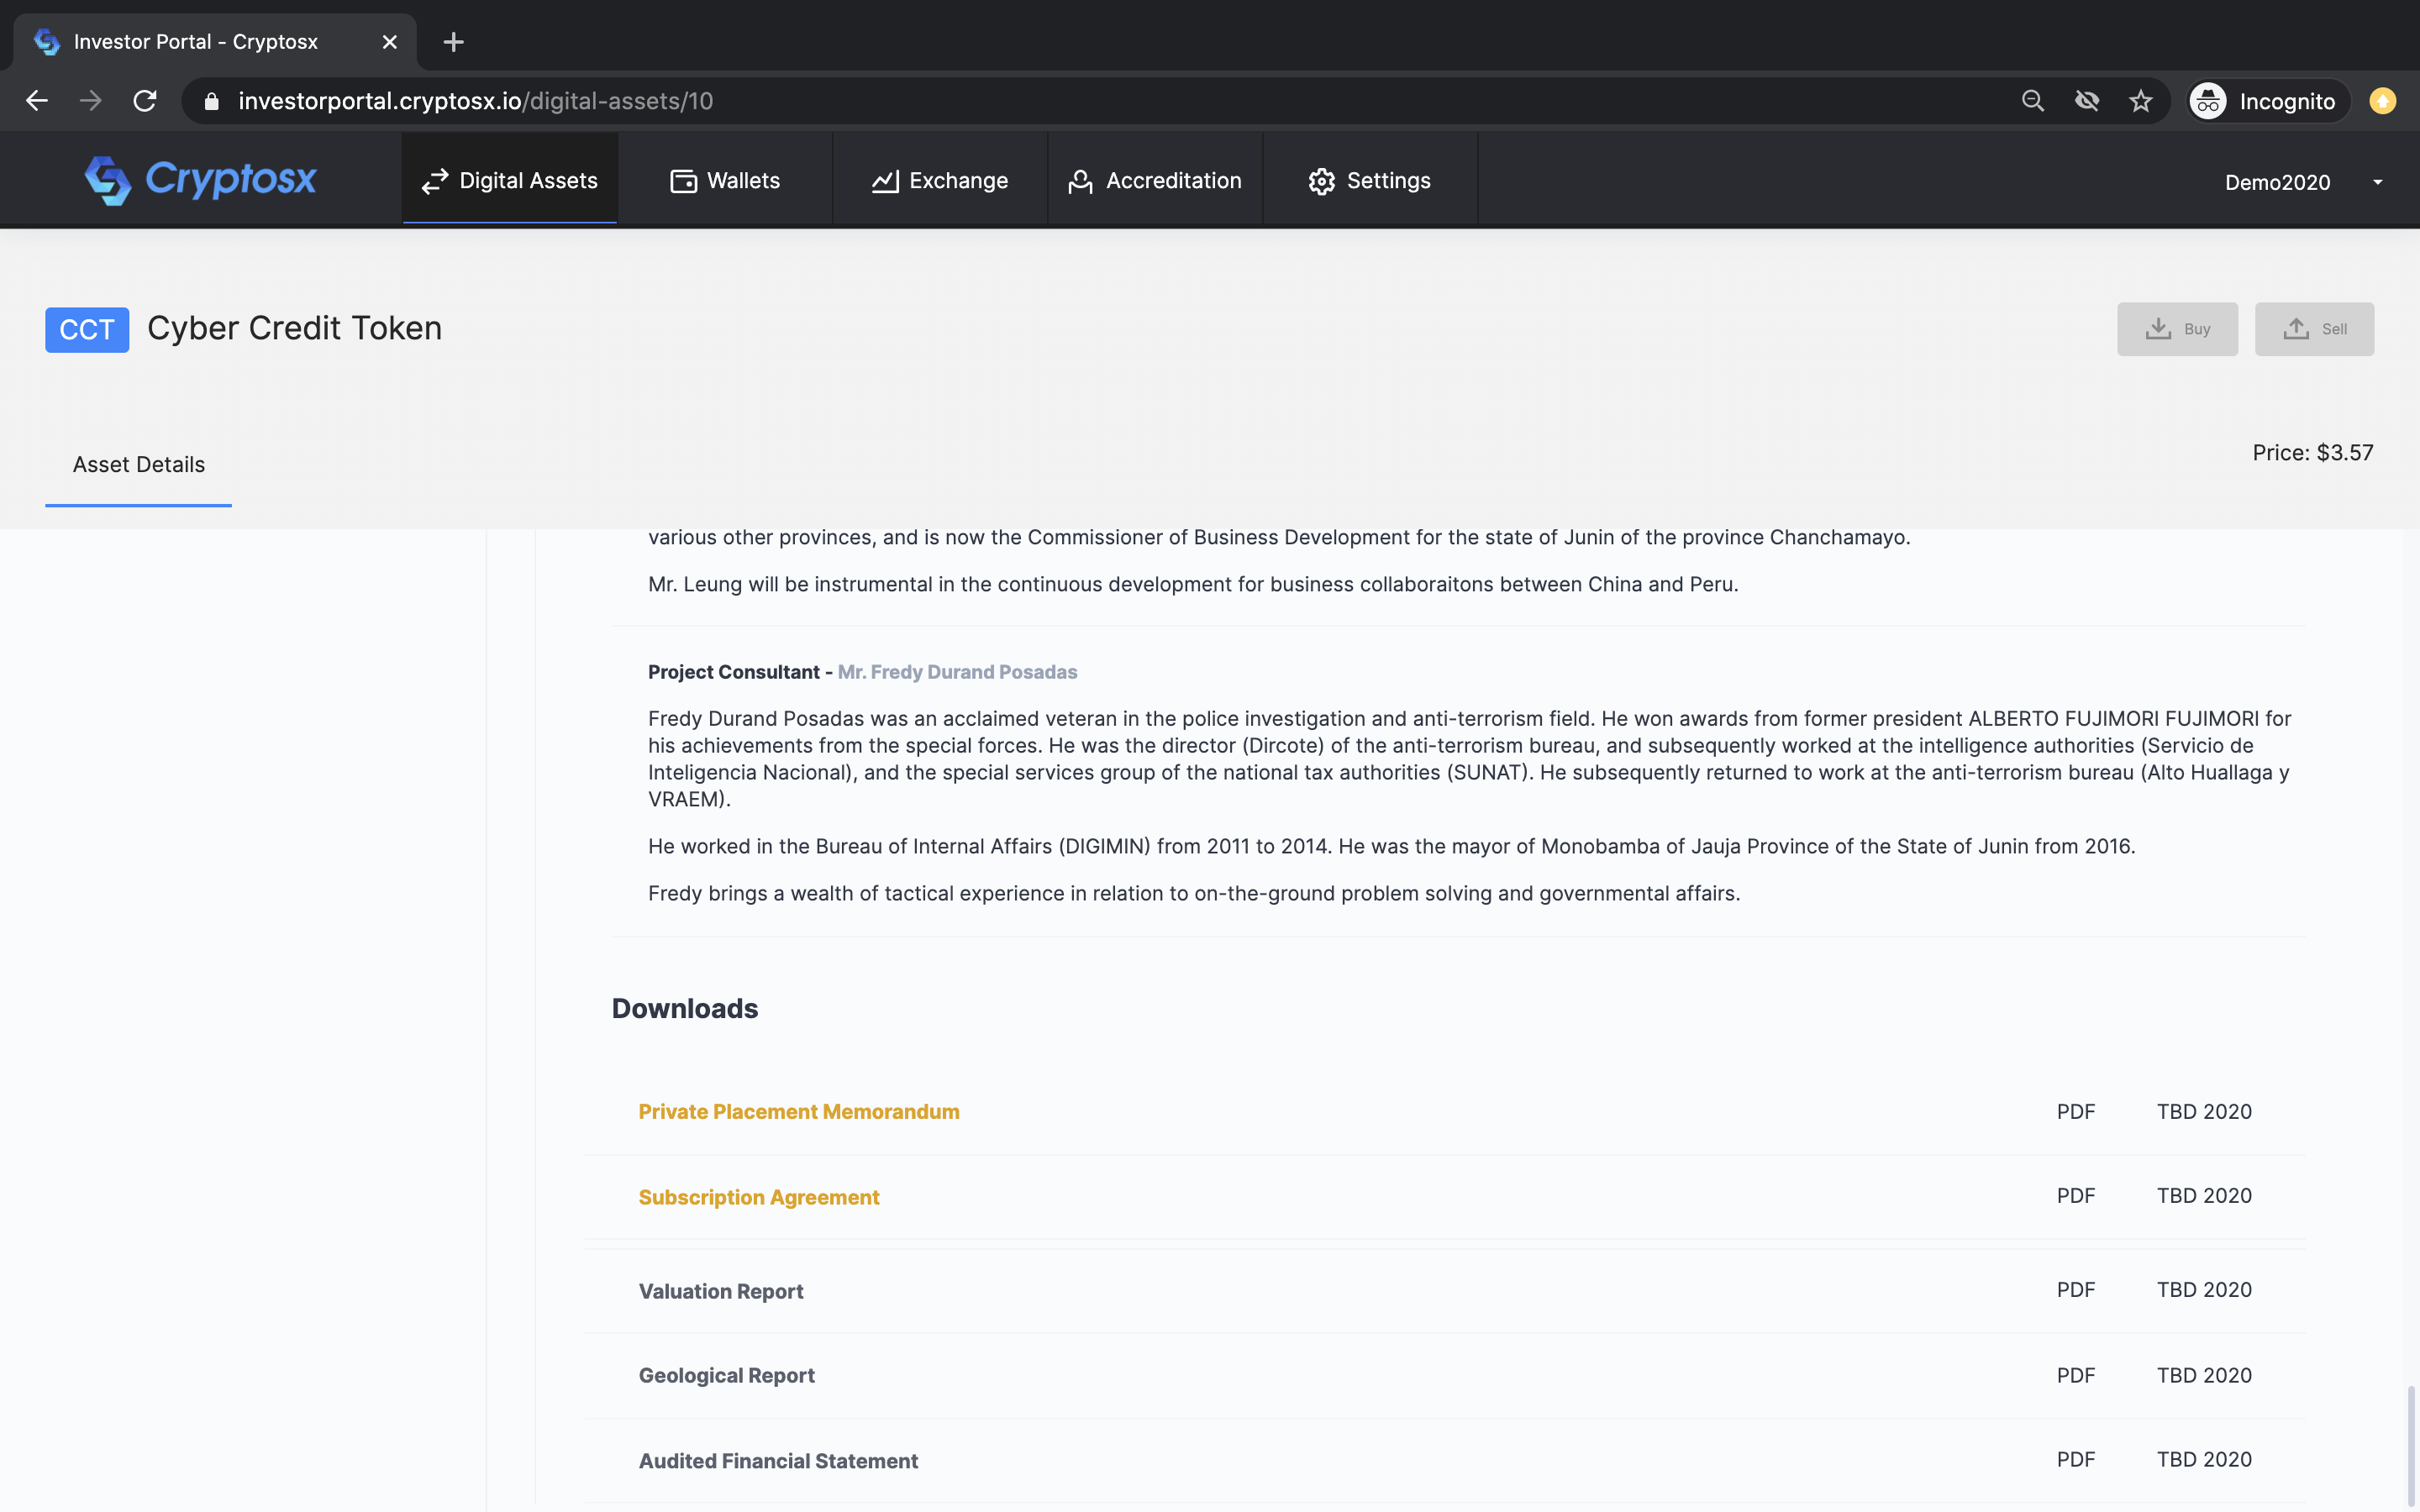 Investor Portal - Cryptosx
investorportal.cryptosx.io/digital-assets/10
Incognito
Cryptosx
Digital Assets
Wallets
Exchange
Accreditation
Settings
Demo2020
CCT
Cyber Credit Token
Buy
Sell
Asset Details
Price: $3.57
various other provinces, and is now the Commissioner of Business Development for the state of Junin of the province Chanchamayo.
Mr. Leung will be instrumental in the continuous development for business collaboraitons between China and Peru.
Project Consultant - Mr. Fredy Durand Posadas
Fredy Durand Posadas was an acclaimed veteran in the police investigation and anti-terrorism field. He won awards from former president ALBERTO FUJIMORI FUJIMORI for
his achievements from the special forces. He was the director (Dircote) of the anti-terrorism bureau, and subsequently worked at the intelligence authorities (Servicio de
Inteligencia Nacional), and the special services group of the national tax authorities (SUNAT). He subsequently returned to work at the anti-terrorism bureau (Alto Huallaga y
VRAEM).
He worked in the Bureau of Internal Affairs (DIGIMIN) from 2011 to 2014. He was the mayor of Monobamba of Jauja Province of the State of Junin from 2016.
Fredy brings a wealth of tactical experience in relation to on-the-ground problem solving and governmental affairs.
Downloads
Private Placement Memorandum PDF TBD 2020
Subscription Agreement PDF TBD 2020
Valuation Report PDF TBD 2020
Geological Report PDF TBD 2020
Audited Financial Statement PDF TBD 2020